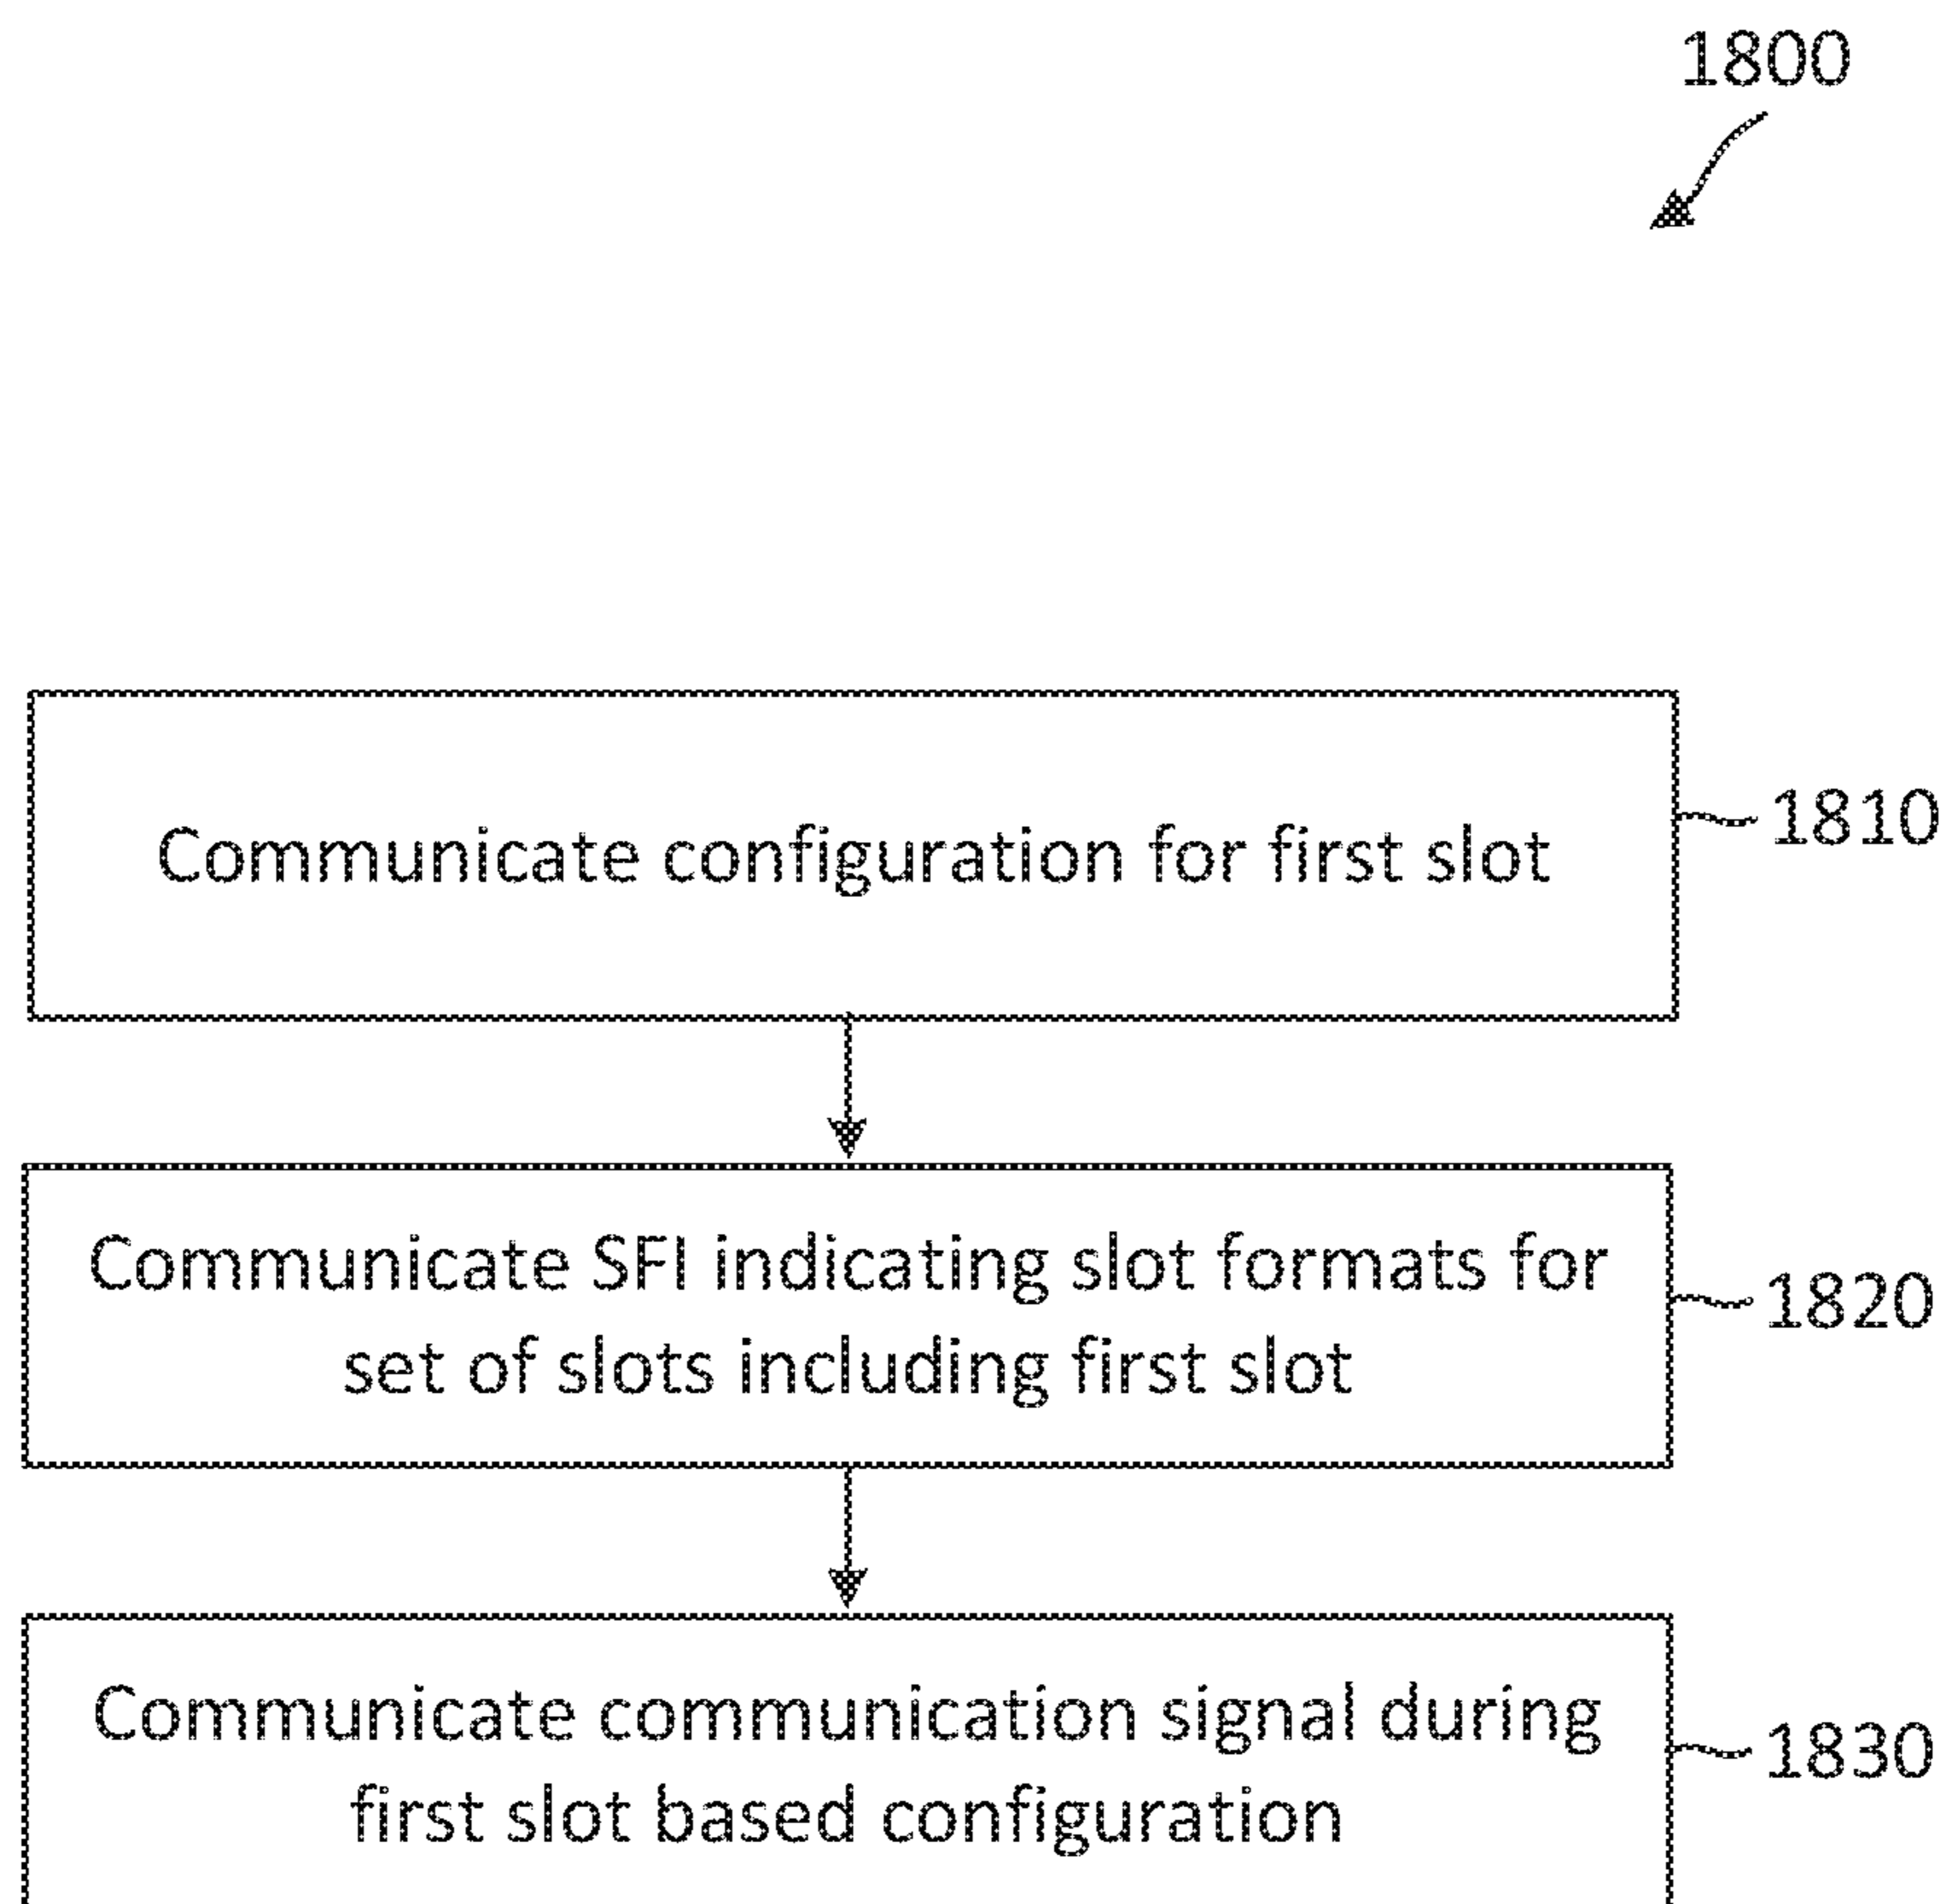 1800
Communicate configuration for first slot
1810
Communicate SFI indicating slot formats for
set of slots including first slot
1820
Communicate communication signal during
first slot based configuration
1830